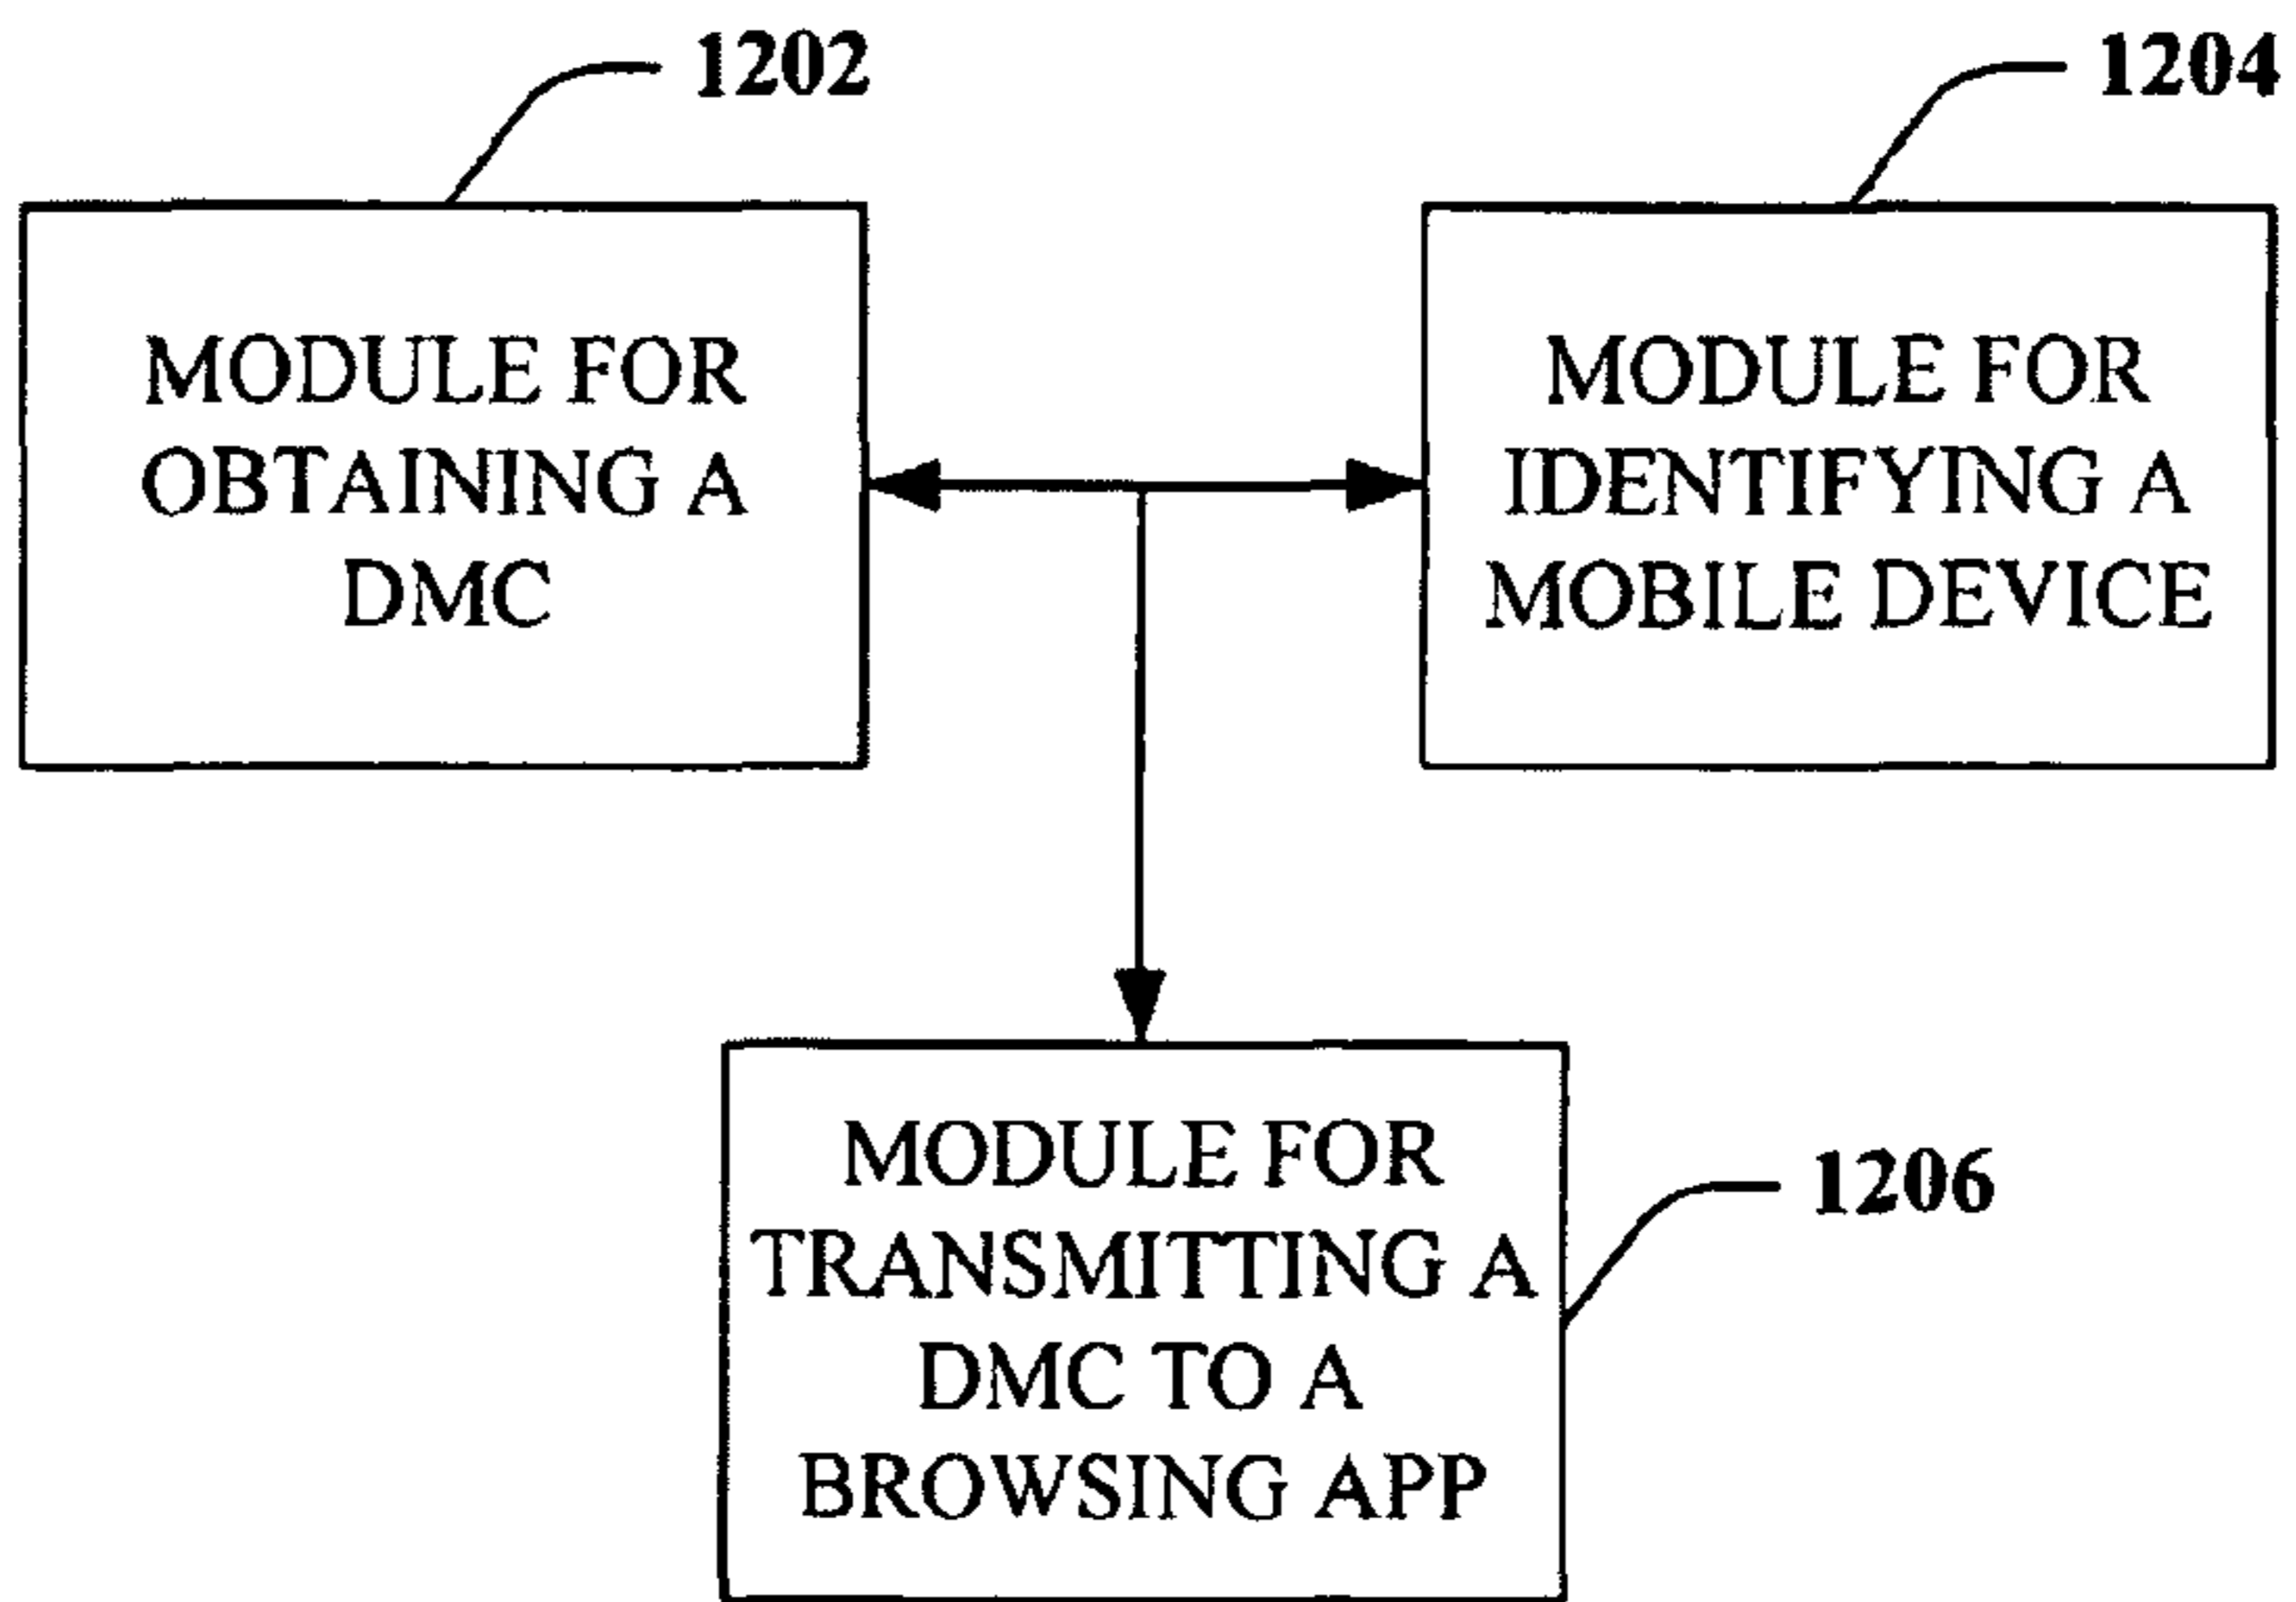 1202
1204
MODULE FOR
OBTAINING A
DMC
MODULE FOR
IDENTIFYING A
MOBILE DEVICE
MODULE FOR
TRANSMITTING A
DMC TO A
BROWSING APP
1206